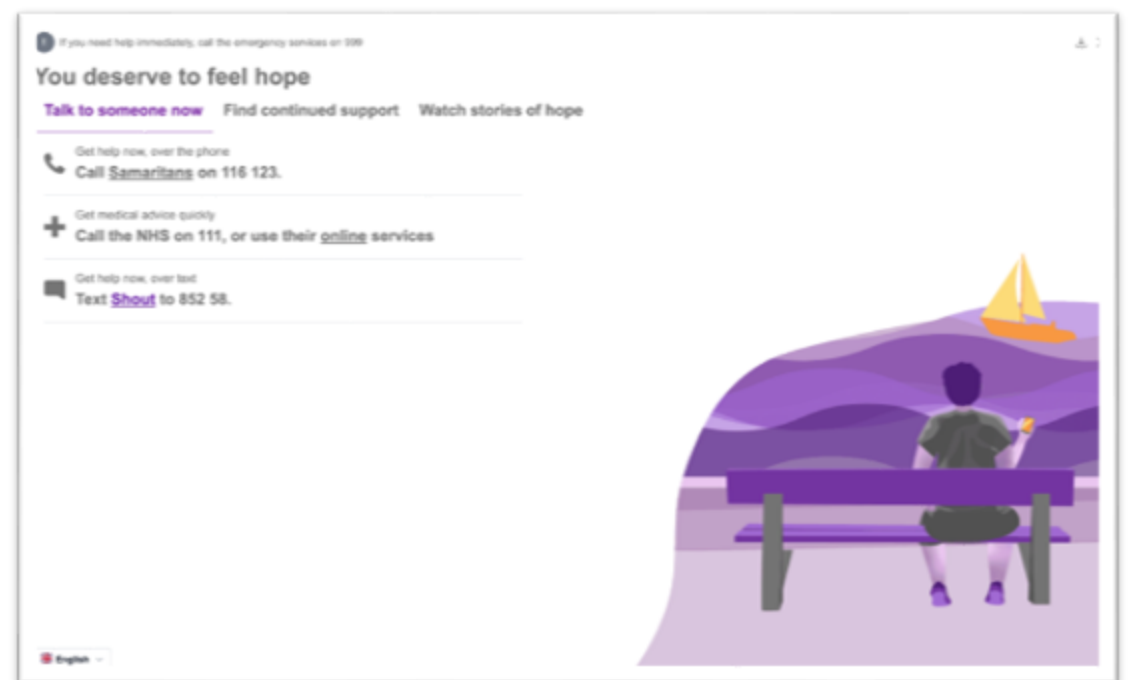 If you need help immediately, call the emergency services on 999
You deserve to feel hope
Talk to someone now Find continued support Watch stories of hope
Get help now, over the phone
Call Samaritans on 116 123.
Get medical advice quickly
Call the NHS on 111, or use their online services
Get help now, over text
Text Shout to 852 58.
English